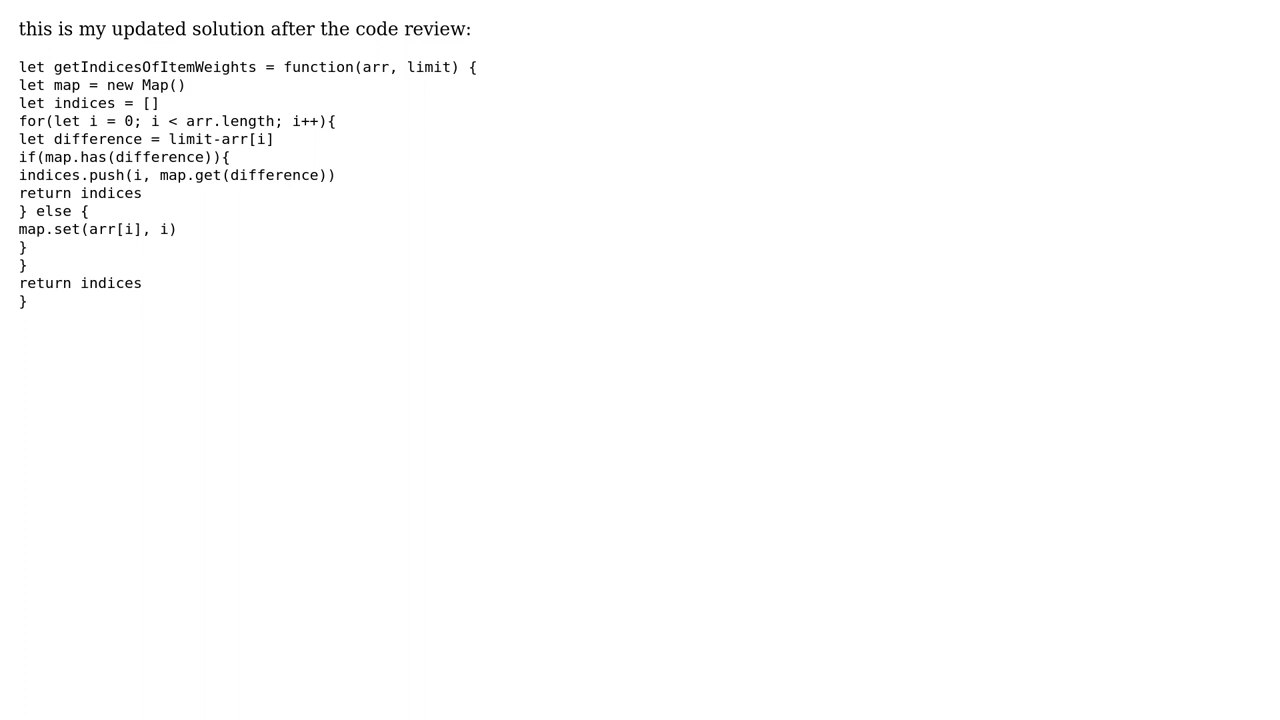 this is my updated solution after the code review:
let getIndicesOfItemWeights = function(arr, limit) {
let map = new Map()
let indices = []
for(let i = 0; i < arr.length; i++){
let difference = limit-arr[i]
if(map.has(difference)){
indices.push(i, map.get(difference))
return indices
} else {
map.set(arr[i], i)
}
}
return indices
}